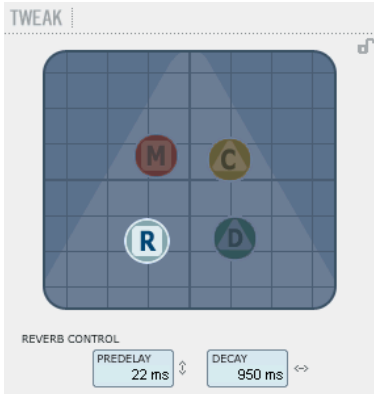 TWEAK
M
C
R
D
REVERB CONTROL
PREDELAY
22 ms
DECAY
950 ms